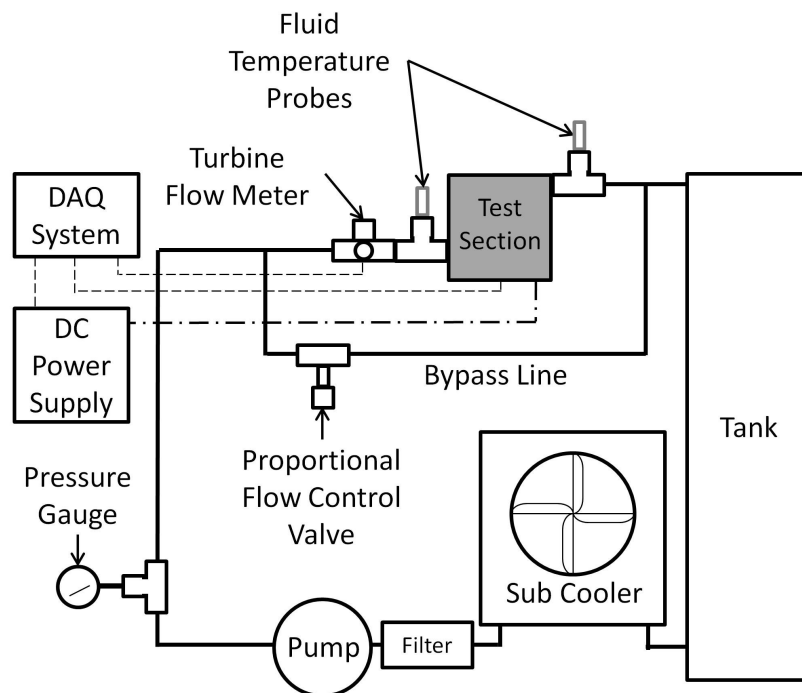 Fluid
Temperature
Probes
Turbine
Flow Meter
DAQ
System
Test
Section
DC
Power
Supply
Bypass Line
Tank
Proportional
Flow Control
Valve
Pressure
Gauge
Sub Cooler
Pump
Filter